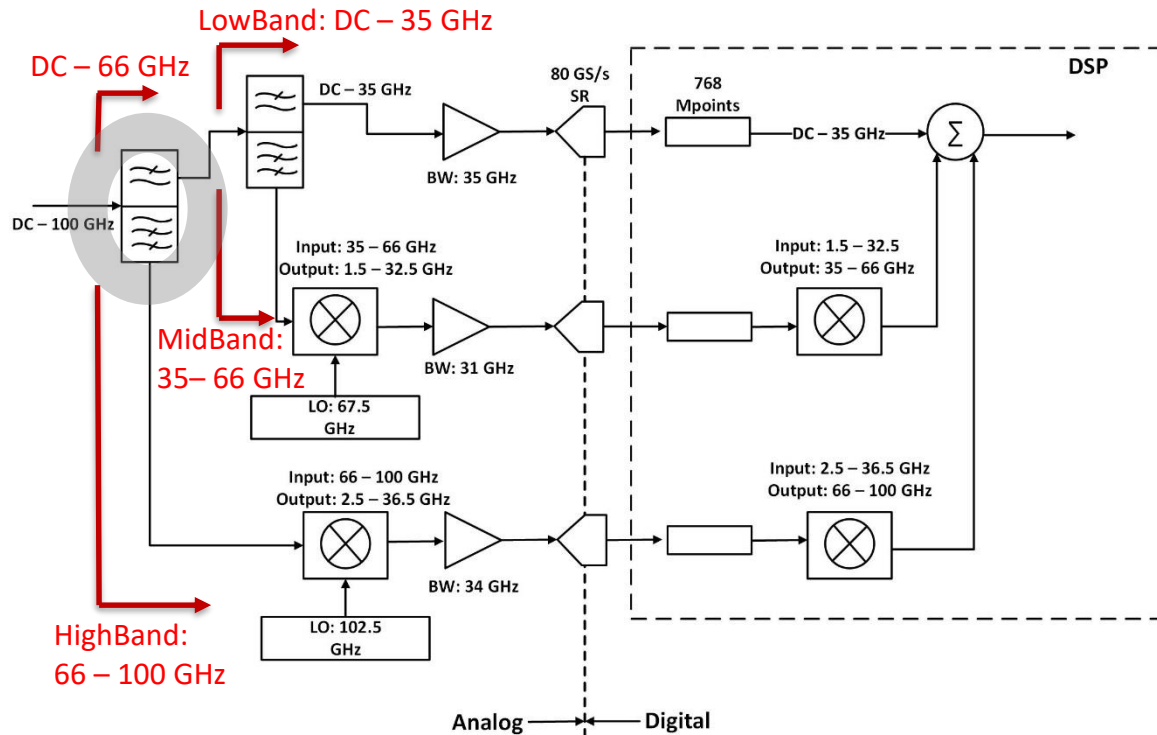 LowBand: DC – 35 GHz
DC – 66 GHz
DC – 35 GHz
80 GS/s
SR
768
Mpoints
DSP
DC – 35 GHz
Σ
BW: 35 GHz
DC – 100 GHz
Input: 35 – 66 GHz
Output: 1.5 – 32.5 GHz
Input: 1.5 – 32.5
Output: 35 – 66 GHz
MidBand:
35– 66 GHz
BW: 31 GHz
LO: 67.5
GHz
Input: 66 – 100 GHz
Output: 2.5 – 36.5 GHz
Input: 2.5 – 36.5 GHz
Output: 66 – 100 GHz
BW: 34 GHz
LO: 102.5
GHz
HighBand:
66 – 100 GHz
Analog
Digital